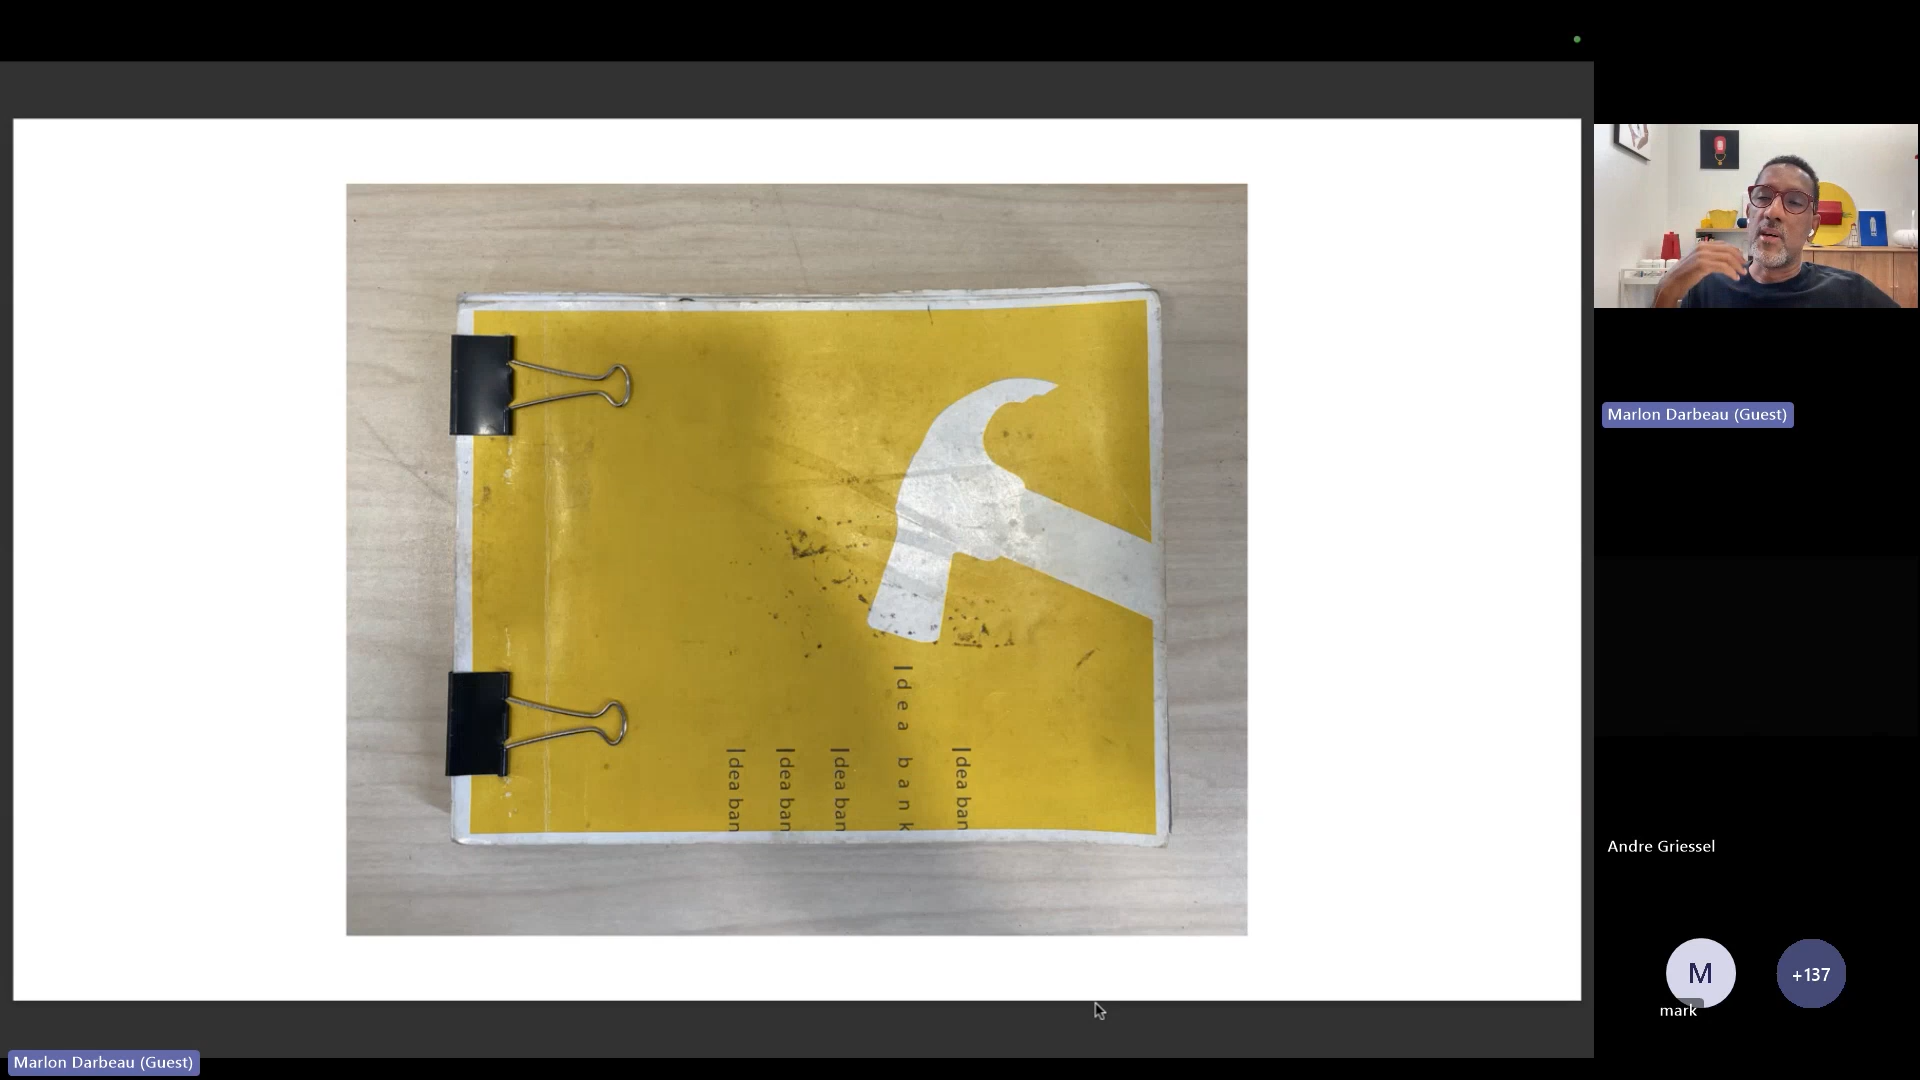 Idea ban
Idea ban
Idea ban
Idea bank
Idea ban
Marlon Darbeau (Guest)
Andre Griessel
M
+137
mark
Marlon Darbeau (Guest)